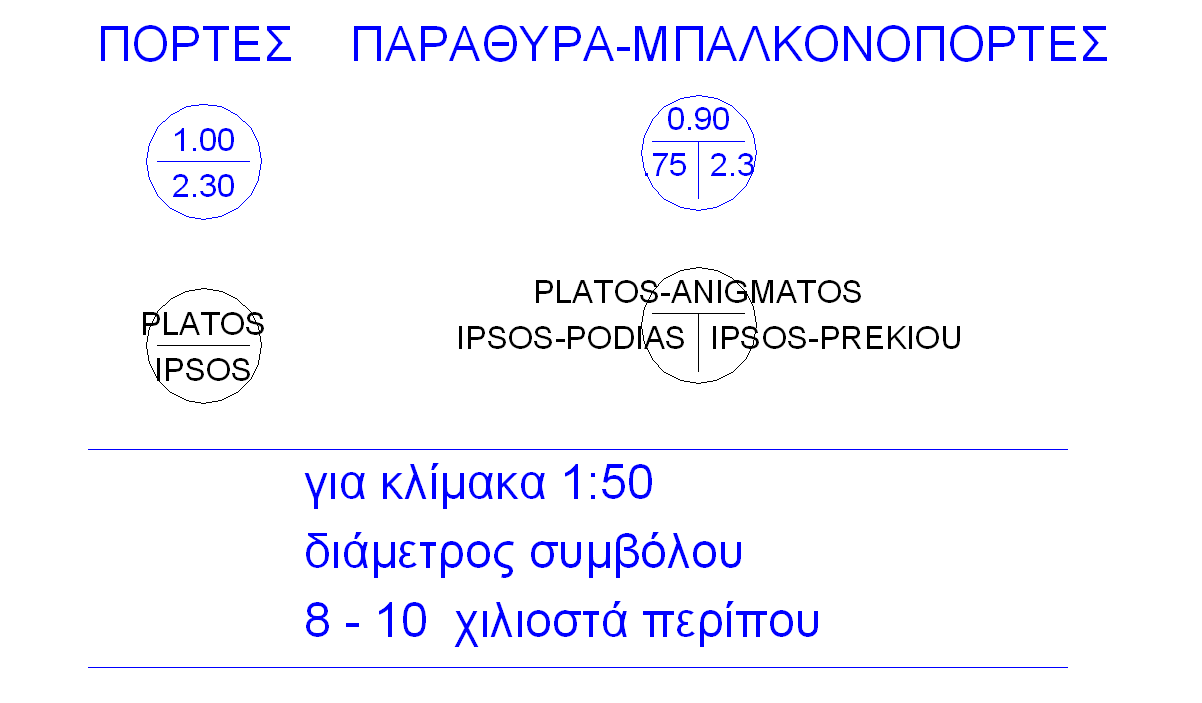 ΠΟΡΤΕΣ ΠΑΡΑΘΥΡΑ-ΜΠΑΛΚΟΝΟΠΟΡΤΕΣ
1.00
2.30
0.90
.75 2.3
PLATOS
IPSOS
PLATOS-ANIGMATOS
IPSOS-PODIAS IPSOS-PREKIOU
για κλίμακα 1:50
διάμετρος συμβόλου
8 - 10 χιλιοστά περίπου